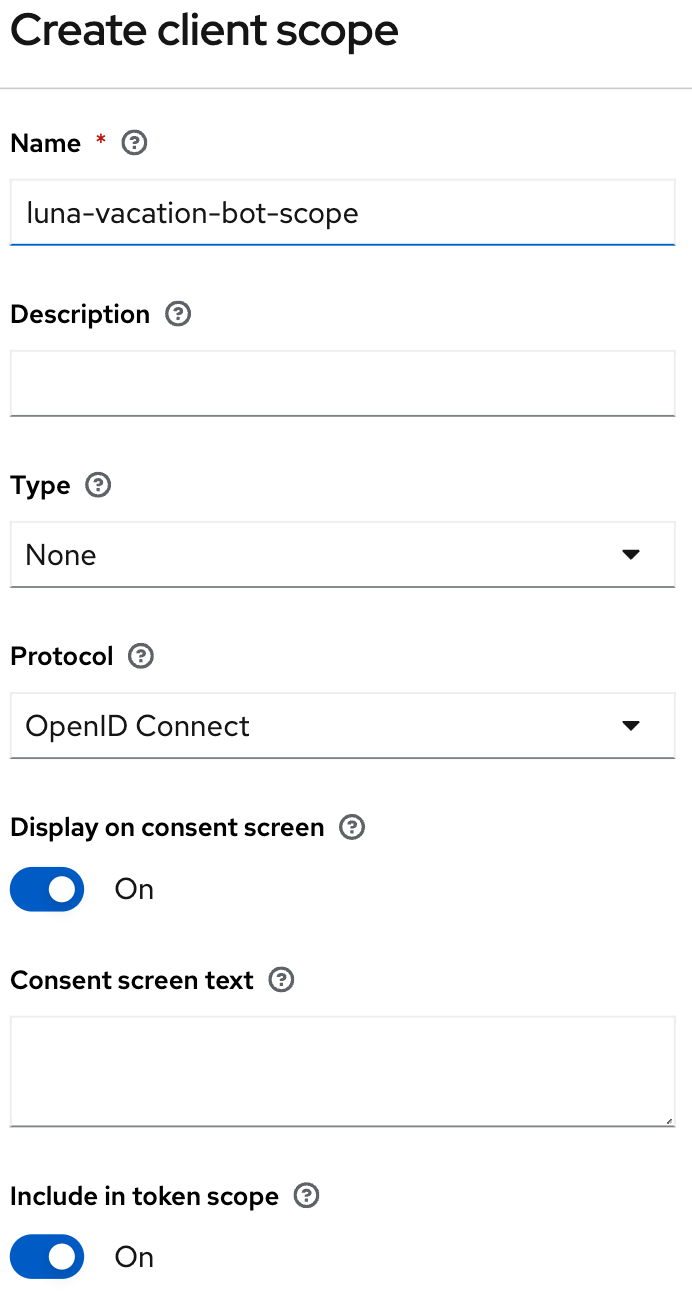 Create client scope
Name *
luna-vacation-bot-scope
Description
Type
None
Protocol
OpenID Connect
Display on consent screen
On
Consent screen text
Include in token scope
On